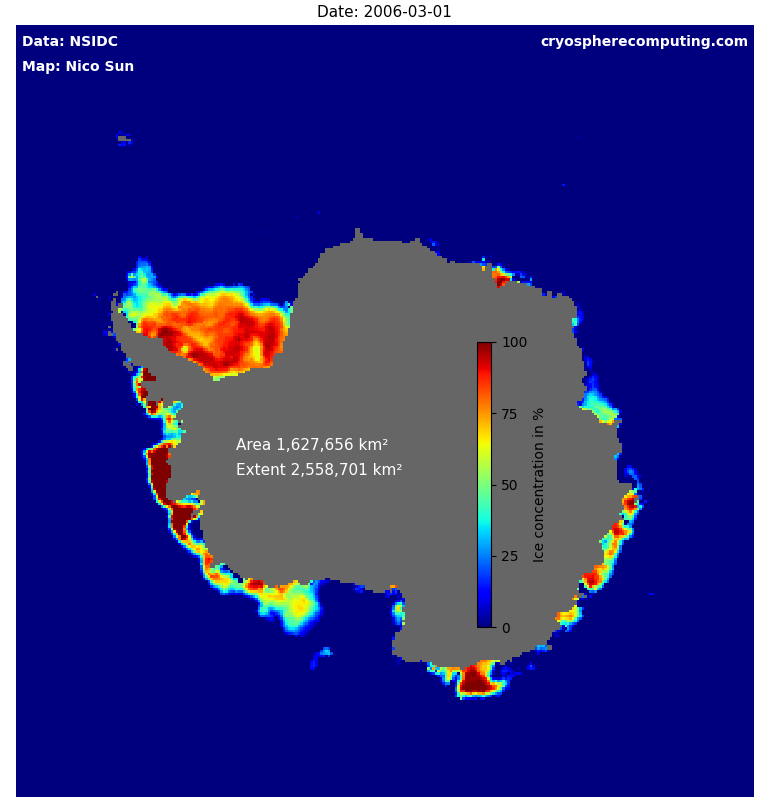 Date: 2006-03-01
Data: NSIDC
cryospherecomputing.com
Map: Nico Sun
100
75
50
25
0
Ice concentration in %
Area 1,627,656 km²
Extent 2,558,701 km²